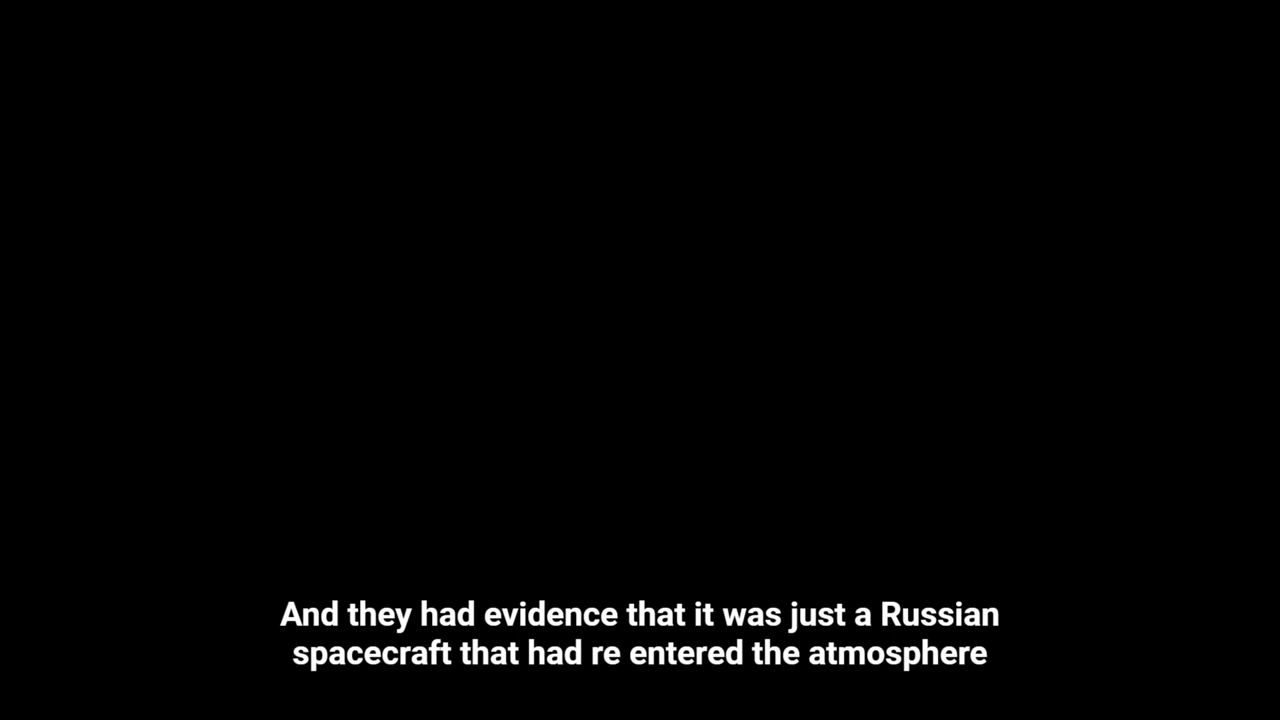 And they had evidence that it was just a Russian
spacecraft that had re entered the atmosphere